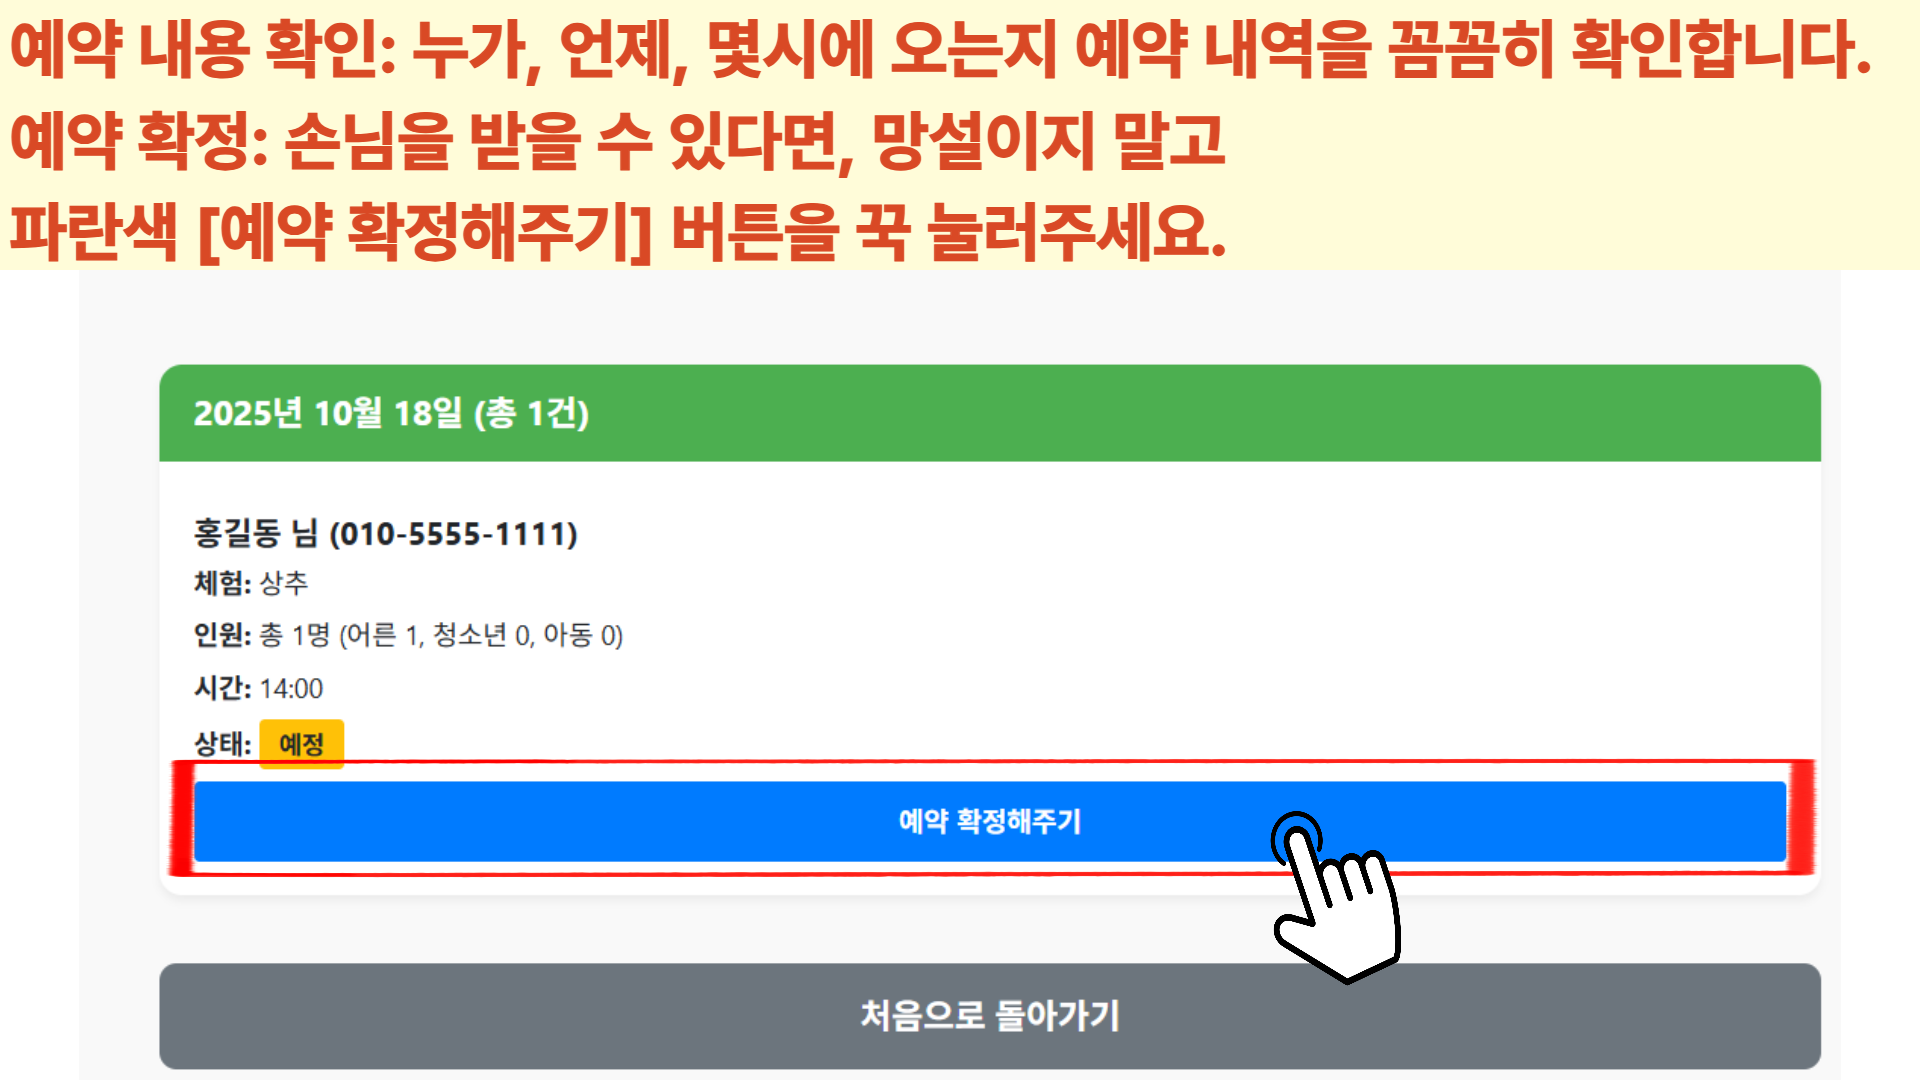 예약 내용 확인: 누가, 언제, 몇시에 오는지 예약 내역을 꼼꼼히 확인합니다.
예약 확정: 손님을 받을 수 있다면, 망설이지 말고
파란색 [예약 확정해주기] 버튼을 꾹 눌러주세요.
2025년 10월 18일 (총 1건)
홍길동 님 (010-5555-1111)
체험: 상추
인원: 총 1명 (어른 1, 청소년 0, 아동 0)
시간: 14:00
상태: 예정
예약 확정해주기
처음으로 돌아가기